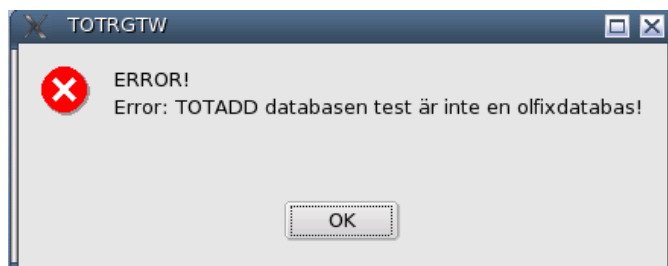 TOTRGTW
ERROR!
Error: TOTADD databasen test är inte en olfixdatabas!
OK